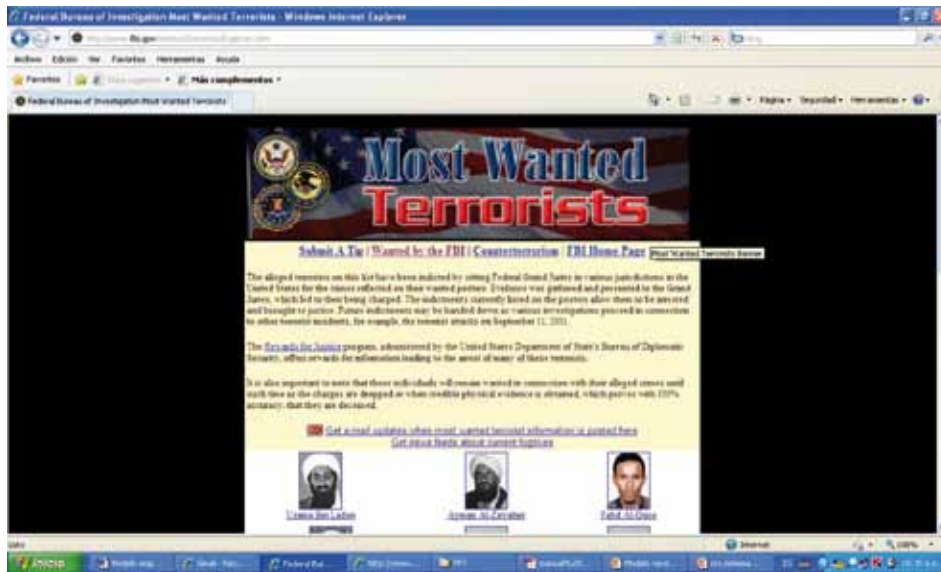 Federal Bureau of Investigation Most Wanted Terrorists - Windows Internet Explorer
Archivo Edición Ver Favoritos Herramientas Ayuda
Favoritos Más complementos
Federal Bureau of Investigation Most Wanted Terrorists
Página Seguridad Herramientas
Most Wanted
Terrorists
Submit A Tip | Wanted by the FBI | Counterterrorism | FBI Home Page
Most Wanted Terrorists Banner
The alleged terrorists on this list have been indicted by sitting Federal Grand Juries in various jurisdictions in the
United States for the crimes reflected on their wanted posters. Evidence was gathered and presented to the Grand
Juries, which led to their being charged. The indictments currently listed on the posters allow them to be arrested
and brought to justice. Future indictments may be handed down as various investigations proceed in connection
to other terrorist incidents, for example, the terrorist attacks on September 11, 2001.
The Rewards for Justice program, administered by the United States Department of State's Bureau of Diplomatic
Security, offers rewards for information leading to the arrest of many of these terrorists.
It is also important to note that these individuals will remain wanted in connection with their alleged crimes until
such time as the charges are dropped or when credible physical evidence is obtained, which proves with 100%
accuracy, that they are deceased.
Get e-mail updates when most wanted terrorist information is posted here
Get news feeds about current fugitives
Usama Bin Laden Ayman Al-Zawahiri Fahd Al-Quso
Listo Internet 100%
Inicio